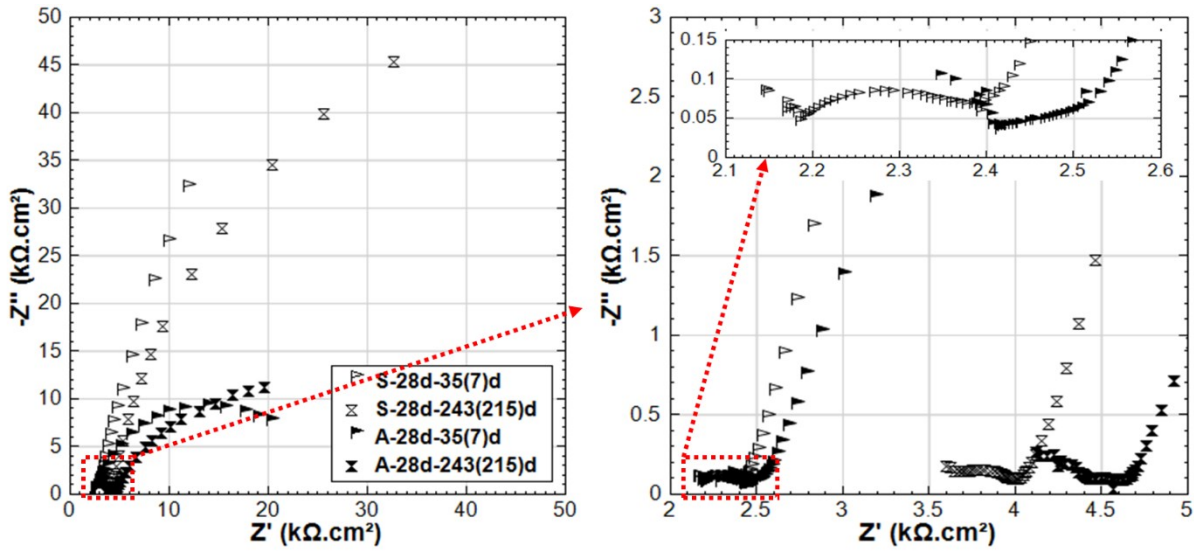 50
45
40
35
30
25
20
15
10
5
0
-Z'' (kΩ.cm²)
0 10 20 30 40 50
Z' (kΩ.cm²)
S-28d-35(7)d
S-28d-243(215)d
A-28d-35(7)d
A-28d-243(215)d
3
2.5
2
1.5
1
0.5
0
-Z'' (kΩ.cm²)
2 2.5 3 3.5 4 4.5 5
Z' (kΩ.cm²)
0.15
0.1
0.05
0
2.1 2.2 2.3 2.4 2.5 2.6